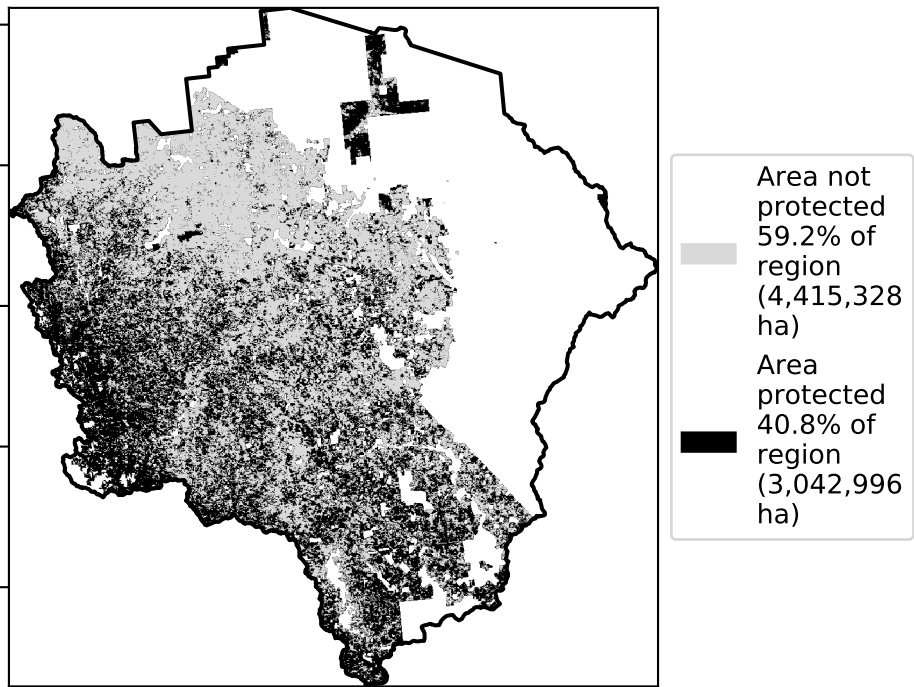 Area not
protected
59.2% of
region
(4,415,328
ha)
Area
protected
40.8% of
region
(3,042,996
ha)